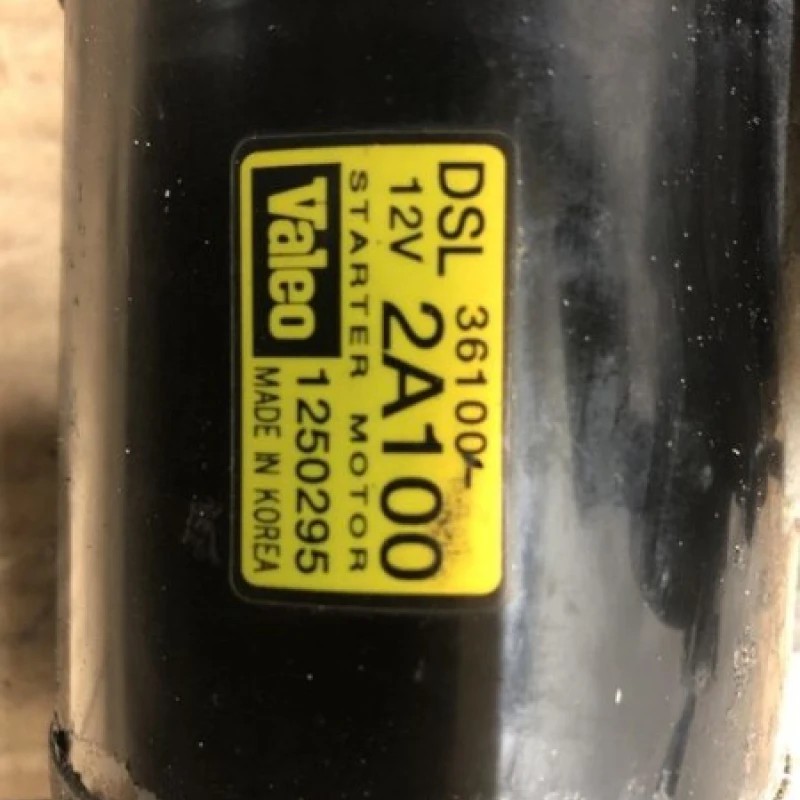 DSL 36100-
12V 2A100
STARTER MOTOR
Valeo 1250295
MADE IN KOREA